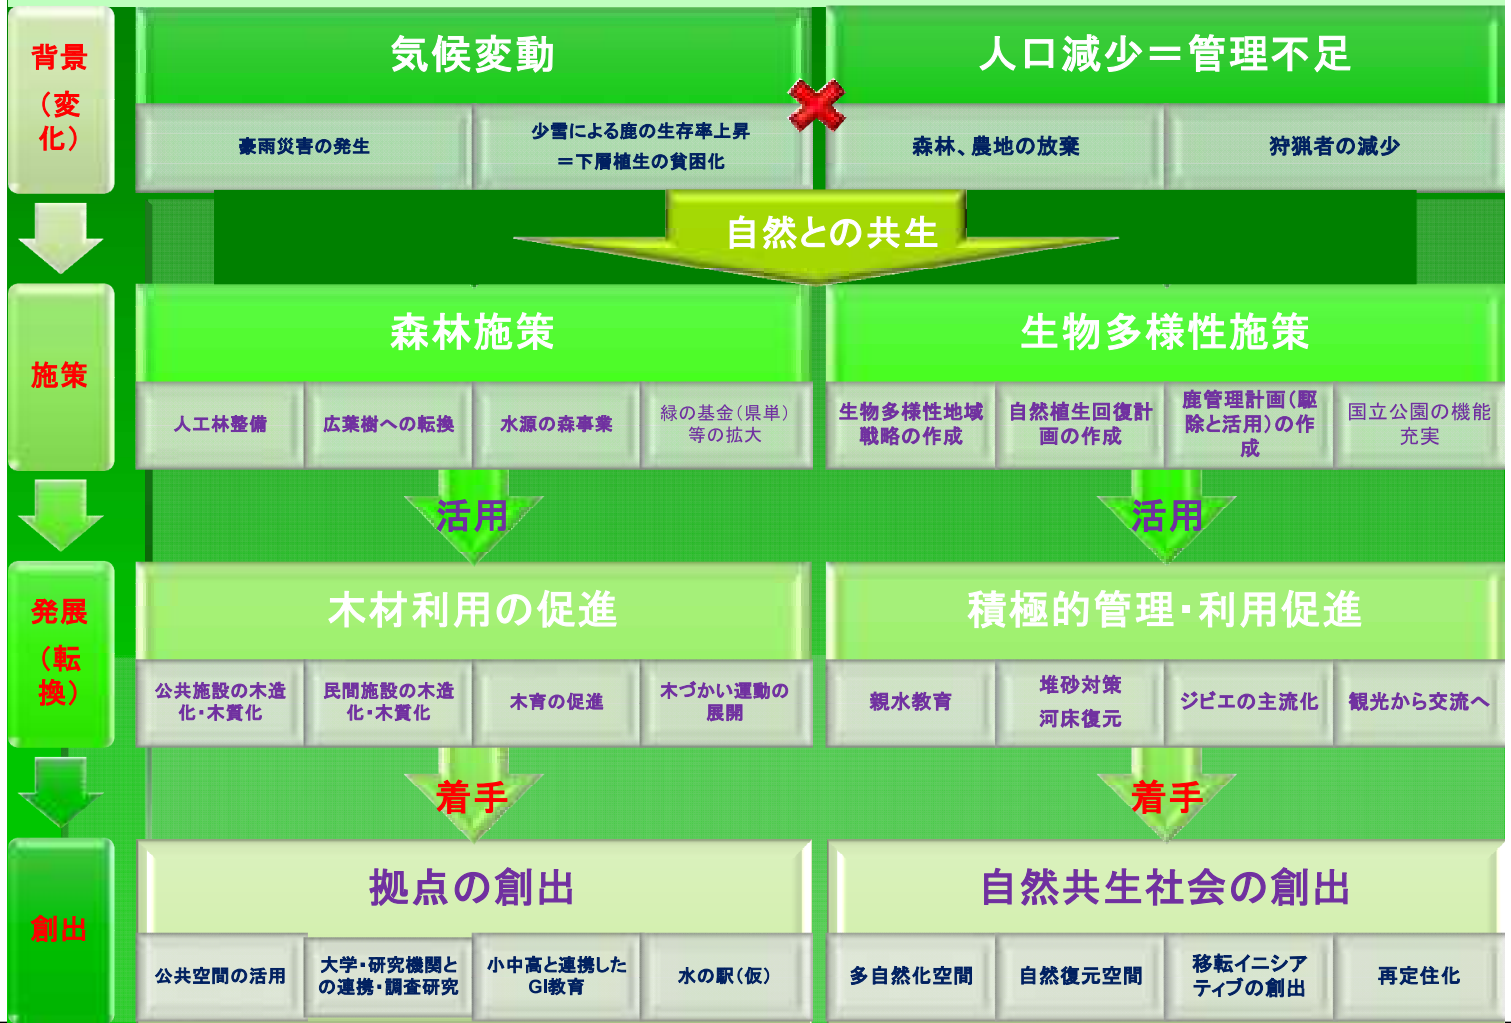 背景
（変
化）
気候変動
人口減少＝管理不足
豪雨災害の発生
少雪による鹿の生存率上昇
＝下層植生の貧困化
森林、農地の放棄
狩猟者の減少
自然との共生
施策
森林施策
生物多様性施策
人工林整備
広葉樹への転換
水源の森事業
緑の基金（県単）
等の拡大
生物多様性地域
戦略の作成
自然植生回復計
画の作成
鹿管理計画（駆
除と活用）の作
成
国立公園の機能
充実
活用
活用
発展
（転
換）
木材利用の促進
積極的管理・利用促進
公共施設の木造
化・木質化
民間施設の木造
化・木質化
木育の促進
木づかい運動の
展開
親水教育
堆砂対策
河床復元
ジビエの主流化
観光から交流へ
着手
着手
創出
拠点の創出
自然共生社会の創出
公共空間の活用
大学・研究機関と
の連携・調査研究
小中高と連携した
GI教育
水の駅（仮）
多自然化空間
自然復元空間
移転イニシア
ティブの創出
再定住化